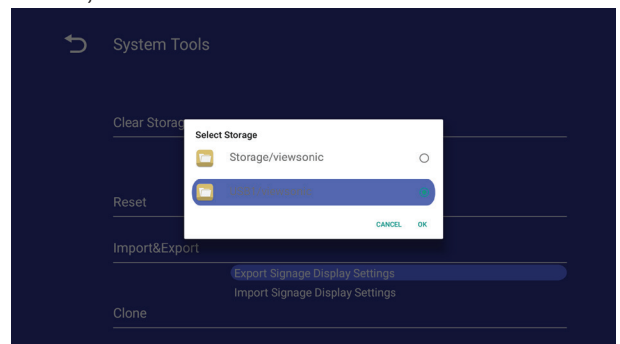 System Tools
Clear Storag
Select Storage
Storage/viewsonic
CANCEL OK
Reset
Import&Export
Export Signage Display Settings
Import Signage Display Settings
Clone